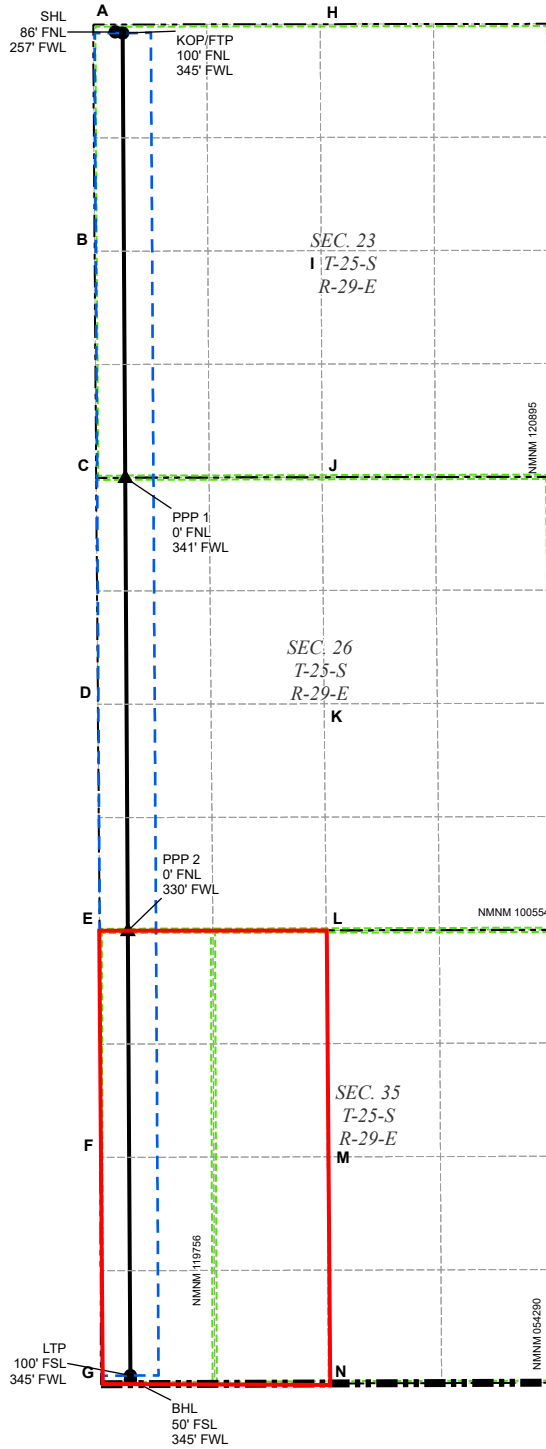 A
H
SHL
86' FNL
257' FWL
KOP/FTP
100' FNL
345' FWL
B
SEC. 23
I T-25-S
R-29-E
NMNM 120895
C
J
PPP 1
0' FNL
341' FWL
SEC. 26
T-25-S
R-29-E
D
K
PPP 2
0' FNL
330' FWL
E
L
NMNM 100554
SEC. 35
T-25-S
R-29-E
F
M
NMNM 119756
NMNM 054290
LTP
100' FSL
345' FWL
G
N
BHL
50' FSL
345' FWL